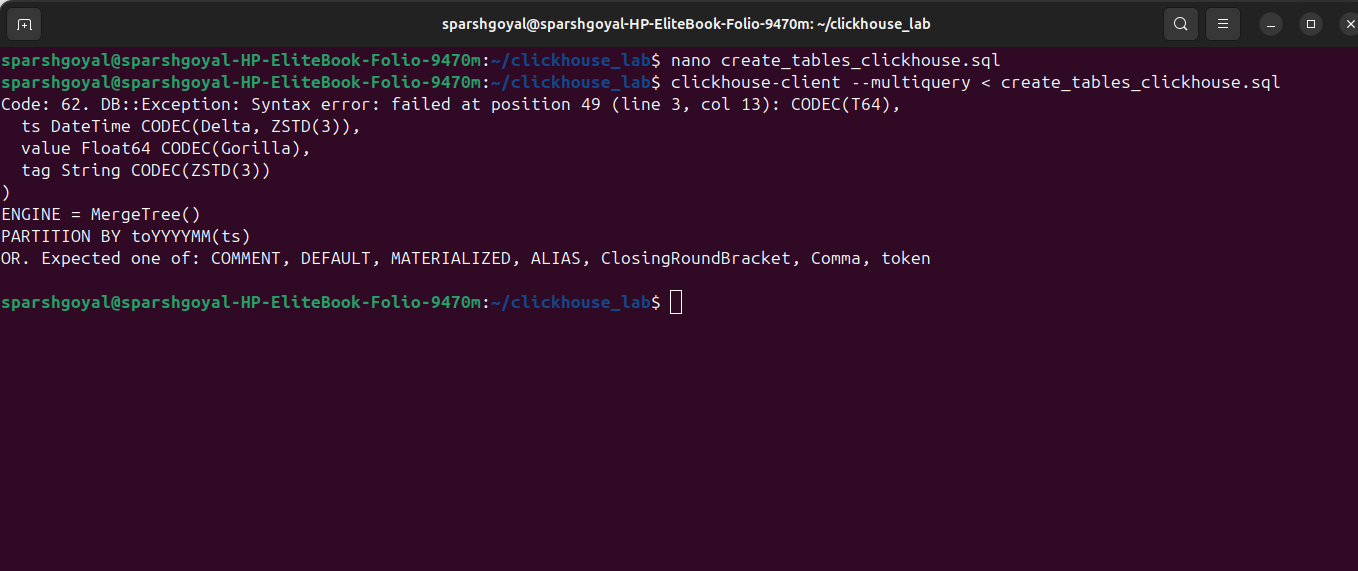 sparshgoyal@sparshgoyal-HP-EliteBook-Folio-9470m: ~/clickhouse_lab
sparshgoyal@sparshgoyal-HP-EliteBook-Folio-9470m:~/clickhouse_lab$ nano create_tables_clickhouse.sql
sparshgoyal@sparshgoyal-HP-EliteBook-Folio-9470m:~/clickhouse_lab$ clickhouse-client --multiquery < create_tables_clickhouse.sql
Code: 62. DB::Exception: Syntax error: failed at position 49 (line 3, col 13): CODEC(T64),
  ts DateTime CODEC(Delta, ZSTD(3)),
  value Float64 CODEC(Gorilla),
  tag String CODEC(ZSTD(3))
)
ENGINE = MergeTree()
PARTITION BY toYYYYMM(ts)
OR. Expected one of: COMMENT, DEFAULT, MATERIALIZED, ALIAS, ClosingRoundBracket, Comma, token
sparshgoyal@sparshgoyal-HP-EliteBook-Folio-9470m:~/clickhouse_lab$